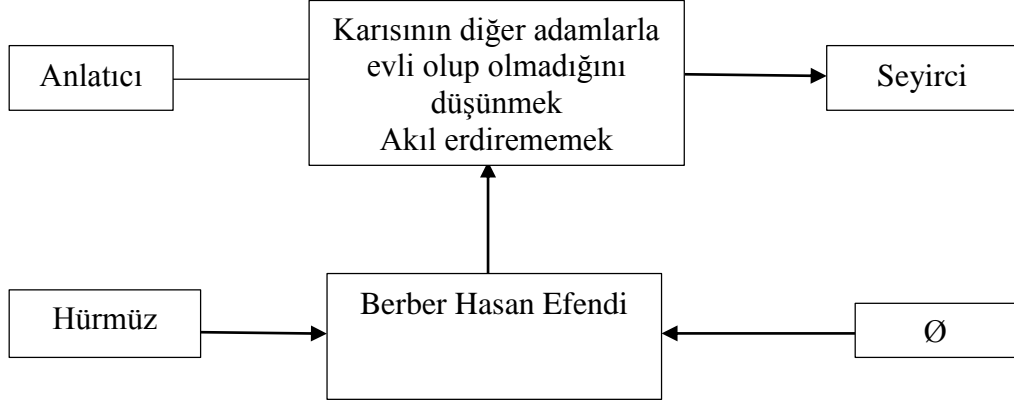 Anlatıcı
Karısının diğer adamlarla
evli olup olmadığını
düşünmek
Akıl erdirememek
Seyirci
Hürmüz
Berber Hasan Efendi
Ø